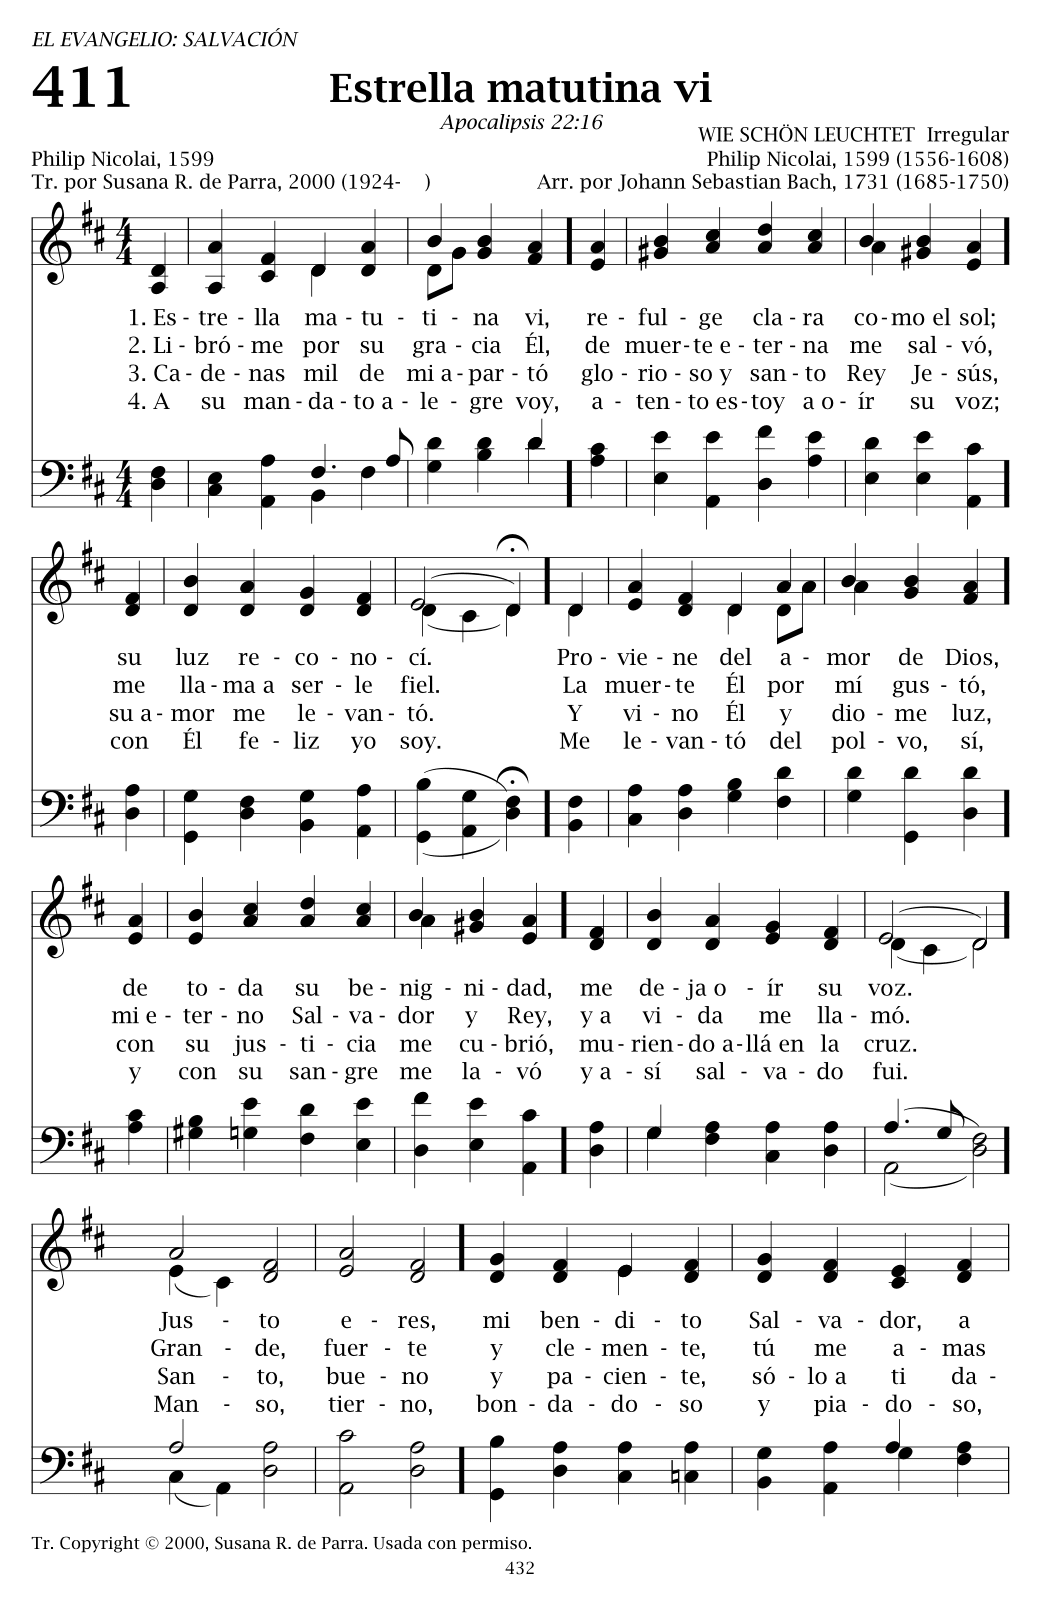 EL EVANGELIO: SALVACIÓN
411
Estrella matutina vi
Apocalipsis 22:16
WIE SCHÖN LEUCHTET Irregular
Philip Nicolai, 1599
Philip Nicolai, 1599 (1556-1608)
Tr. por Susana R. de Parra, 2000 (1924- )
Arr. por Johann Sebastian Bach, 1731 (1685-1750)
4
4
1. Es - tre - lla ma - tu - ti - na vi, re - ful - ge cla - ra co - mo el sol;
2. Li - bró - me por su gra - cia Él, de muer - te e - ter - na me sal - vó,
3. Ca - de - nas mil de mi a - par - tó glo - rio - so y san - to Rey Je - sús,
4. A su man - da - to a - le - gre voy, a - ten - to es - toy a o - ír su voz;
4
4
su luz re - co - no - cí. Pro - vie - ne del a - mor de Dios,
me lla - ma a ser - le fiel. La muer - te Él por mí gus - tó,
su a - mor me le - van - tó. Y vi - no Él y dio - me luz,
con Él fe - liz yo soy. Me le - van - tó del pol - vo, sí,
de to - da su be - nig - ni - dad, me de - ja o - ír su voz.
mi e - ter - no Sal - va - dor y Rey, y a vi - da me lla - mó.
con su jus - ti - cia me cu - brió, mu - rien - do a - llá en la cruz.
y con su san - gre me la - vó y a - sí sal - va - do fui.
Jus - to e - res, mi ben - di - to Sal - va - dor, a
Gran - de, fuer - te y cle - men - te, tú me a - mas
San - to, bue - no y pa - cien - te, só - lo a ti da -
Man - so, tier - no, bon - da - do - so y pia - do - so,
Tr. Copyright © 2000, Susana R. de Parra. Usada con permiso.
432